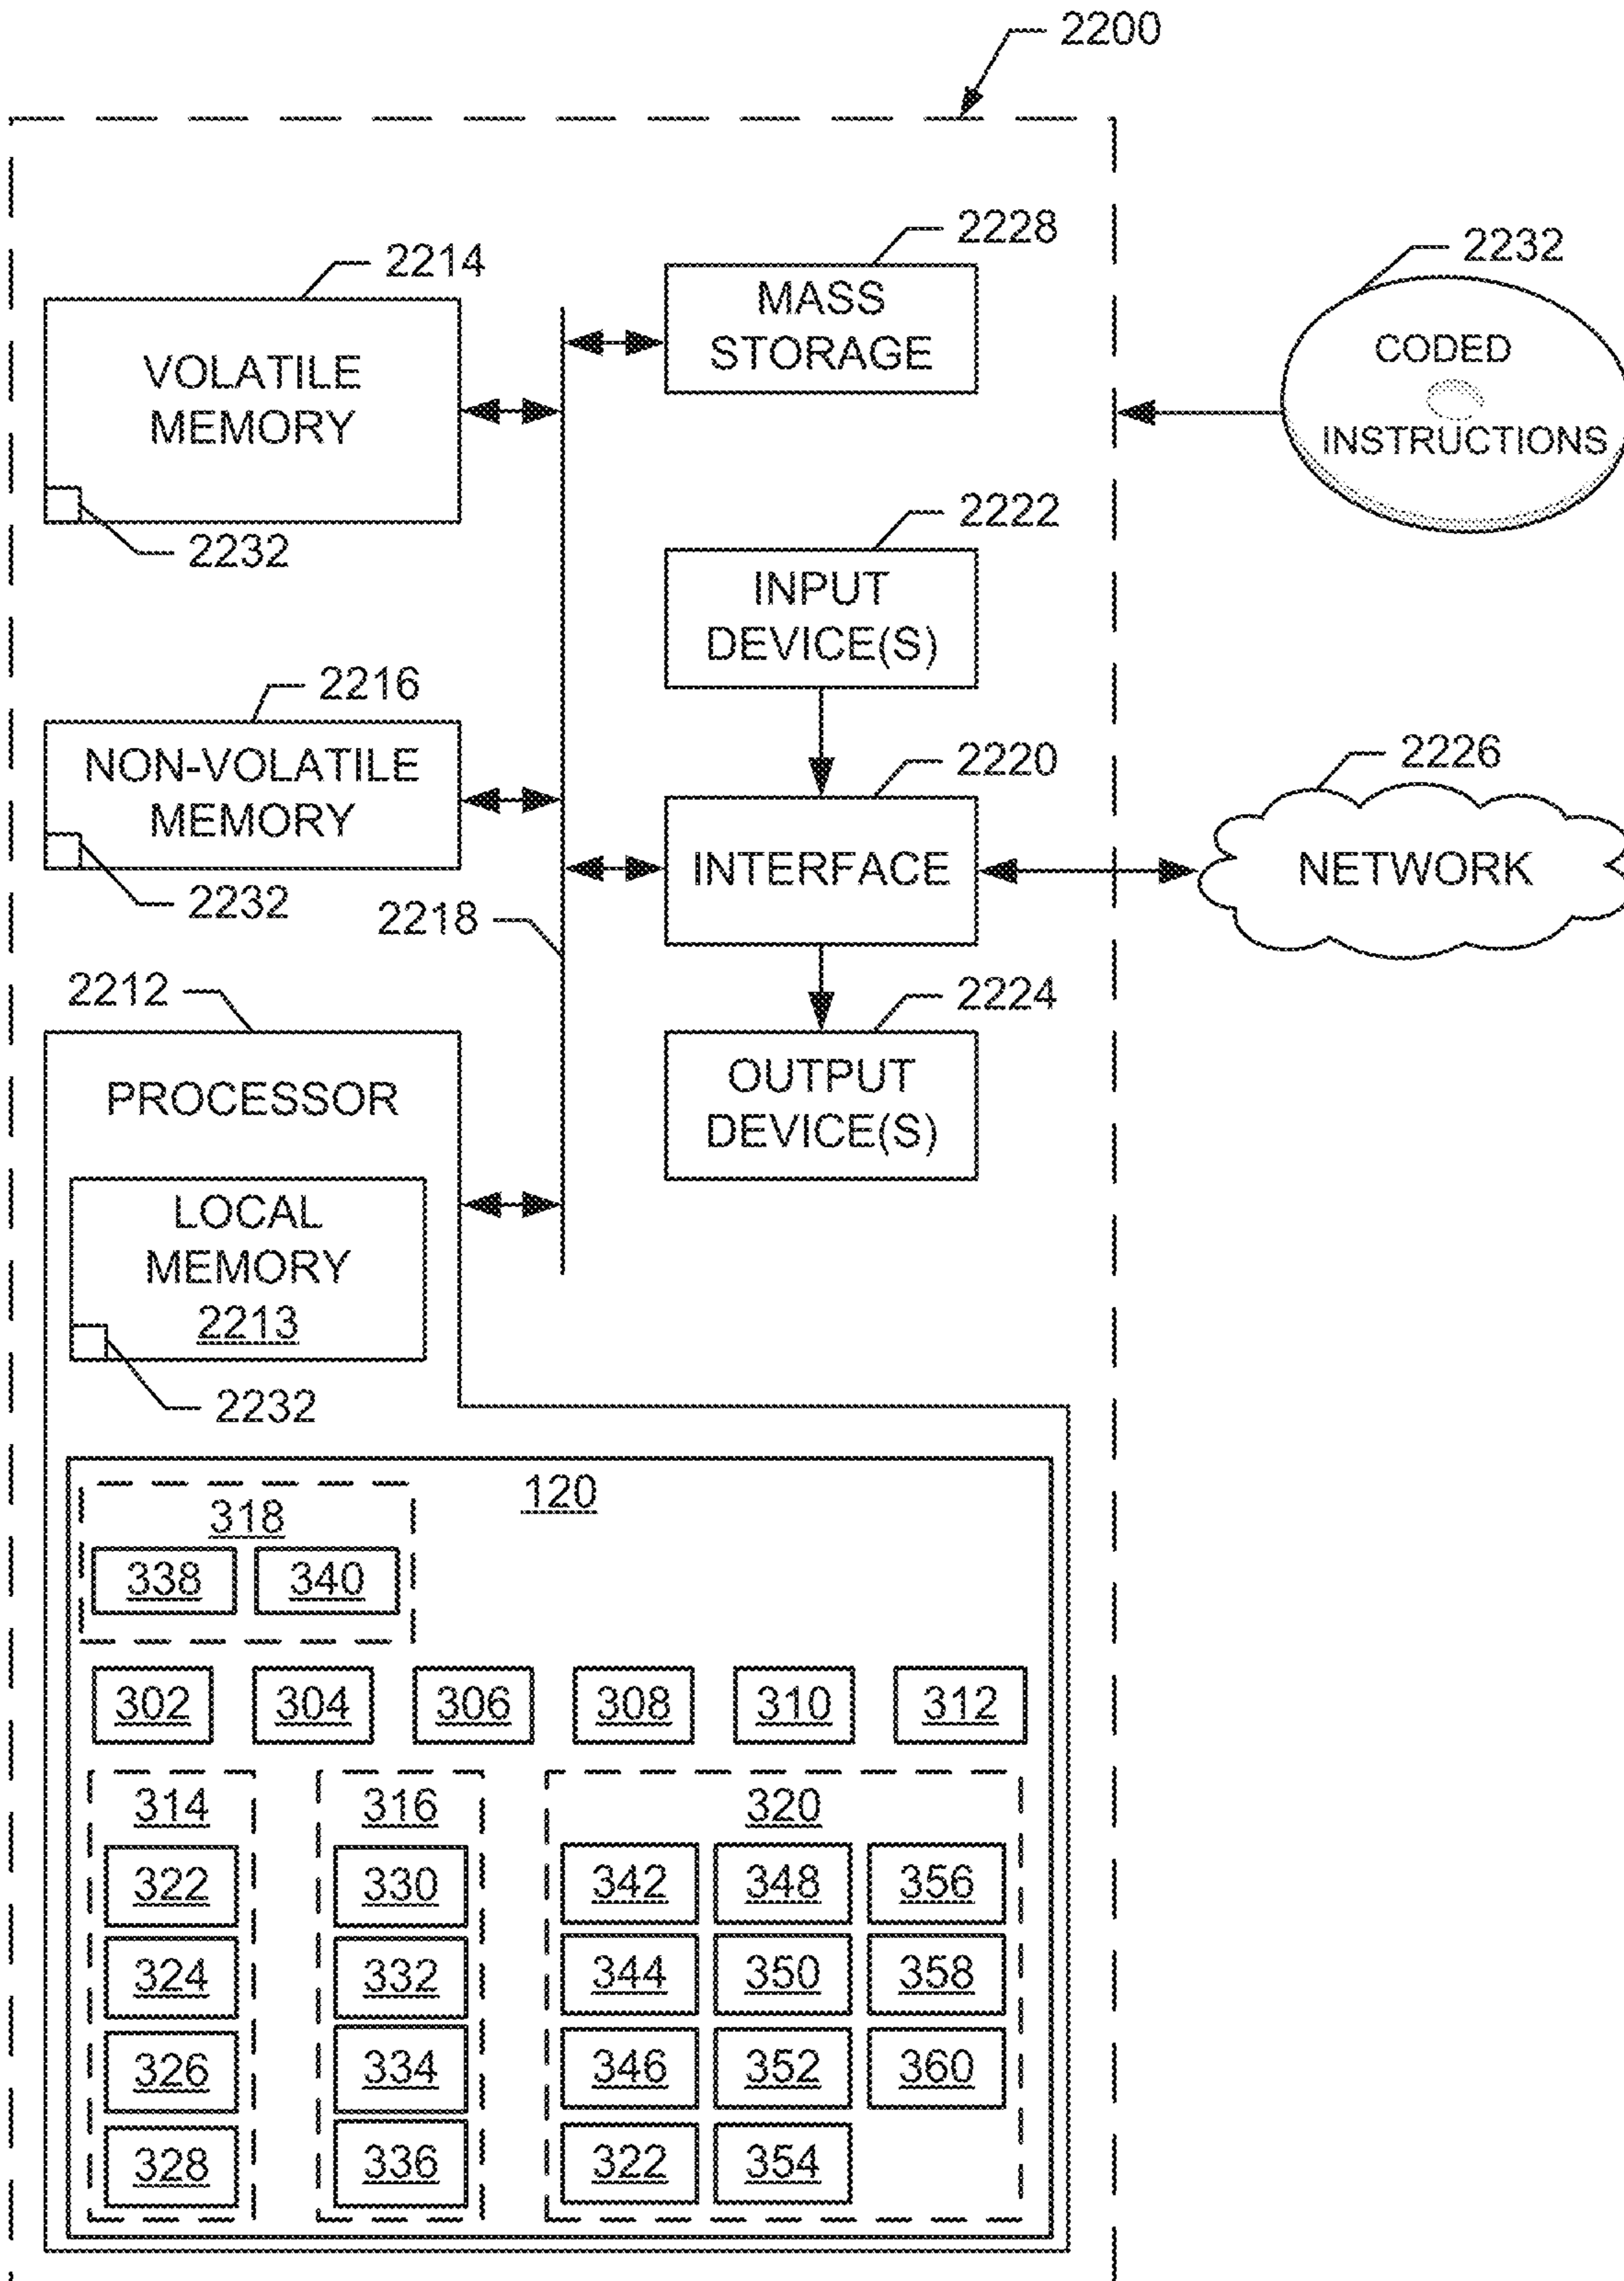 2200
2214
VOLATILE
MEMORY
2232
2228
MASS
STORAGE
2232
CODED
INSTRUCTIONS
2222
INPUT
DEVICE(S)
2216
NON-VOLATILE
MEMORY
2232
2218
2220
INTERFACE
2226
NETWORK
2212
PROCESSOR
2224
OUTPUT
DEVICE(S)
LOCAL
MEMORY
2213
2232
120
318
338 340
302 304 306 308 310 312
314
322
324
326
328
316
330
332
334
336
320
342 348 356
344 350 358
346 352 360
322 354